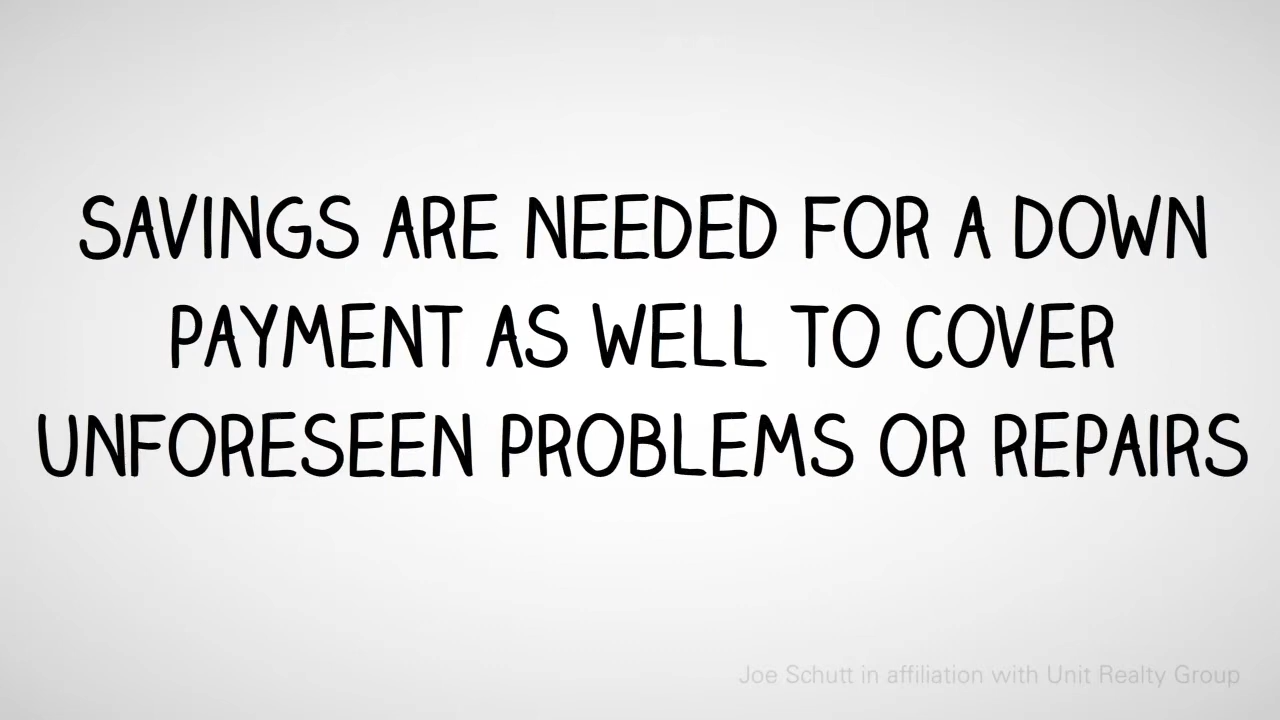 SAVINGS ARE NEEDED FOR A DOWN
PAYMENT AS WELL TO COVER
UNFORESEEN PROBLEMS OR REPAIRS
Joe Schutt in affiliation with Unit Realty Group